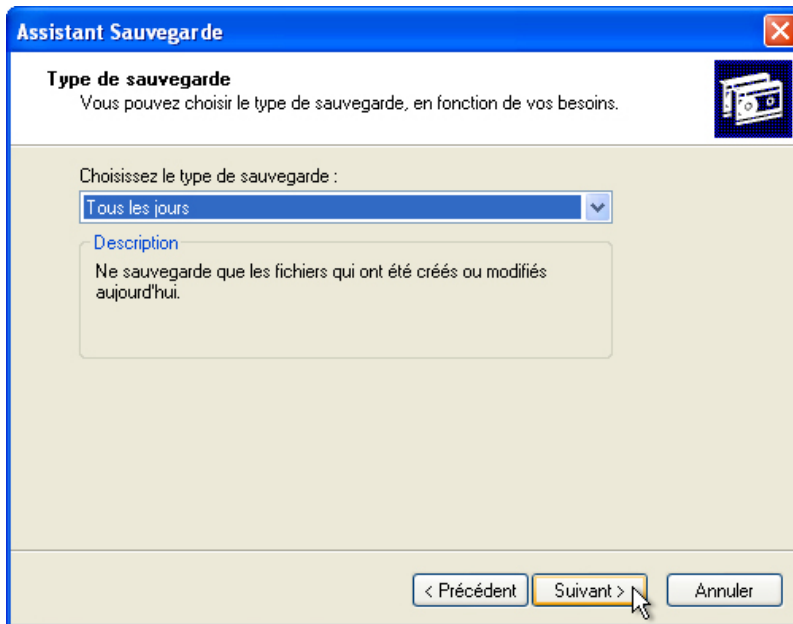 Assistant Sauvegarde
Type de sauvegarde
Vous pouvez choisir le type de sauvegarde, en fonction de vos besoins.
Choisissez le type de sauvegarde :
Tous les jours
Description
Ne sauvegarde que les fichiers qui ont été créés ou modifiés
aujourd'hui.
< Précédent Suivant > Annuler